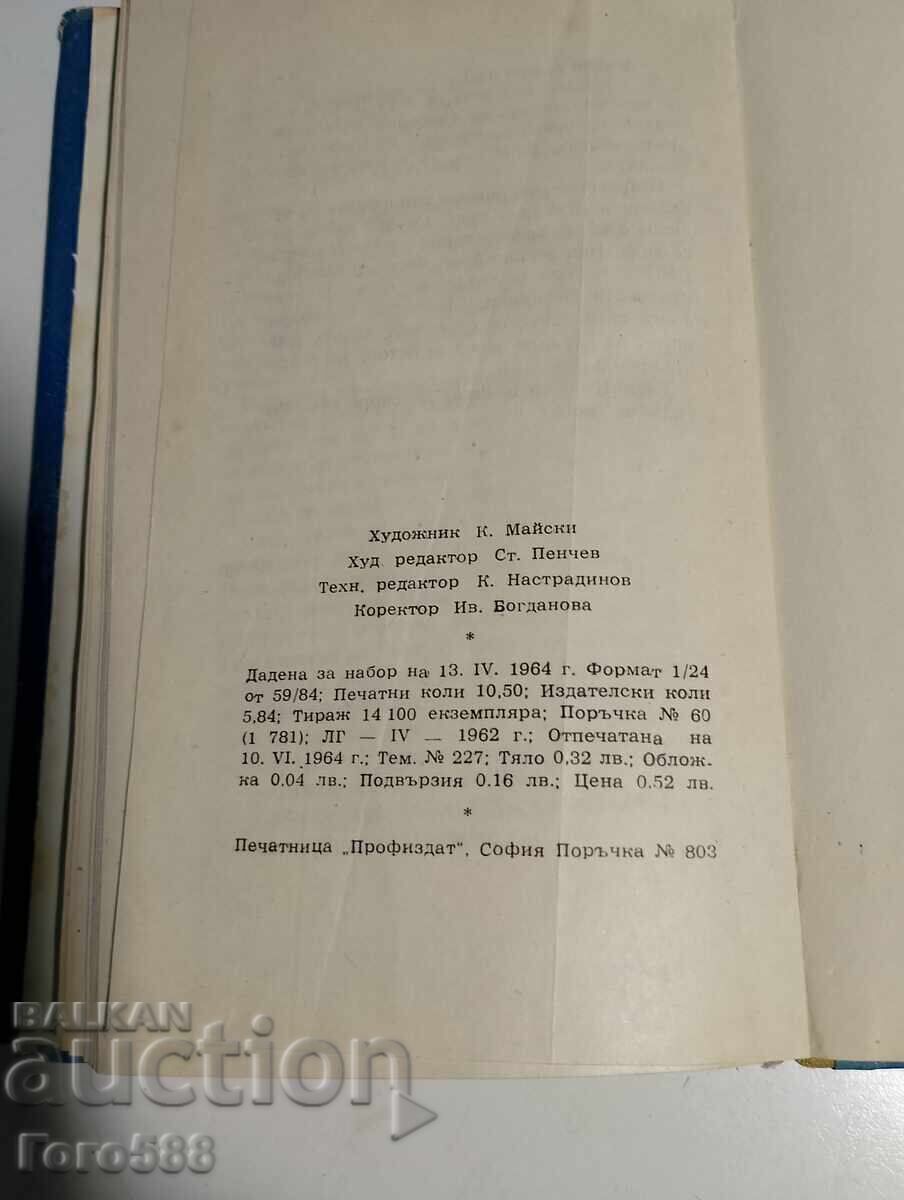 Художник К. Майски
Худ. редактор Ст. Пенчев
Техн. редактор К. Настрадинов
Коректор Ив. Богданова
*
Дадена за набор на 13. IV. 1964 г. Формат 1/24
от 59/84; Печатни коли 10,50; Издателски коли
5,84; Тираж 14 100 екземпляра; Поръчка № 60
(1 781); ЛГ — IV — 1962 г.; Отпечатана на
10. VI. 1964 г.; Тем. № 227; Тяло 0,32 лв.; Облож-
ка 0.04 лв.; Подвързия 0.16 лв.; Цена 0.52 лв.
*
Печатница „Профиздат“, София Поръчка № 803
BALKAN
auction
Гого588